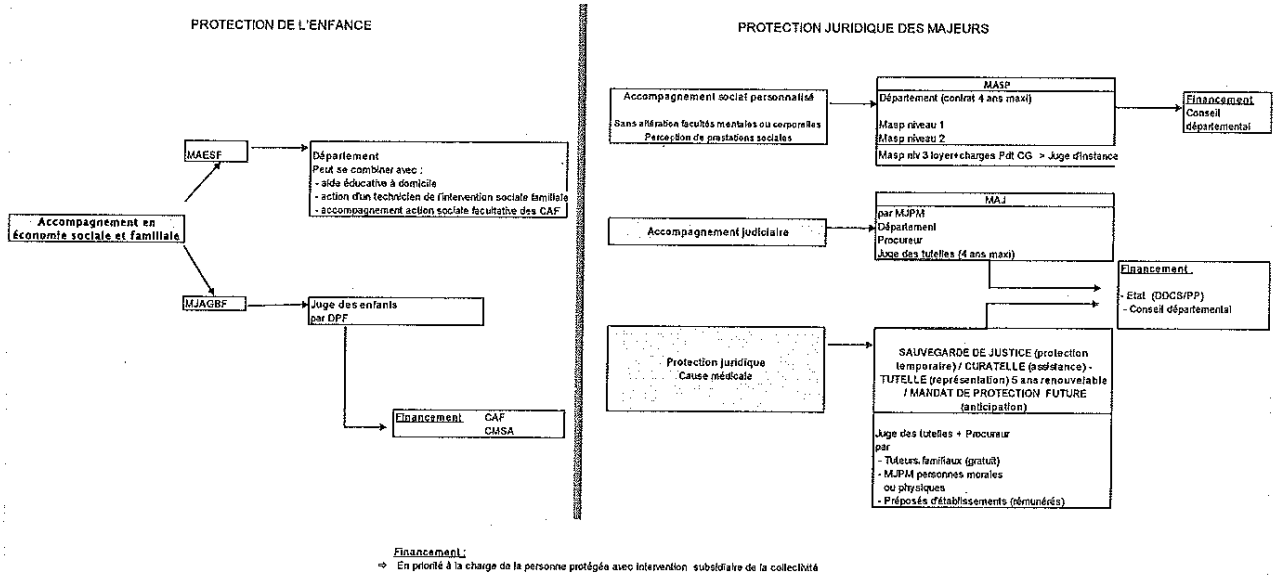 PROTECTION DE L'ENFANCE
MAESF
Département
Peut se combiner avec :
- aide éducative à domicile
- action d'un technicien de l'intervention sociale familiale
- accompagnement action sociale facultative des CAF
Accompagnement en
économie sociale et familiale
MJAGBF
Juge des enfants
par DPF
Financement CAF
CMSA
PROTECTION JURIDIQUE DES MAJEURS
Accompagnement social personnalisé
Sans altération facultés mentales ou corporelles
Perception de prestations sociales
MASP
Département (contrat 4 ans maxi)
Masp niveau 1
Masp niveau 2
Masp niv 3 loyer+charges Pdt CG > Juge d'instance
Financement
Conseil
départemental
Accompagnement judiciaire
MAJ
par MJPM
Département
Procureur
Juge des tutelles (4 ans maxi)
Financement
- Etat (DDCS/PP)
- Conseil départemental
Protection juridique
Cause médicale
SAUVEGARDE DE JUSTICE (protection
temporaire) / CURATELLE (assistance) -
TUTELLE (représentation) 5 ans renouvelable
/ MANDAT DE PROTECTION FUTURE
(anticipation)
Juge des tutelles + Procureur
par
- Tuteurs familiaux (gratuit)
- MJPM personnes morales
ou physiques
- Préposés d'établissements (rémunérés)
Financement :
⇒ En priorité à la charge de la personne protégée avec intervention subsidiaire de la collectivité